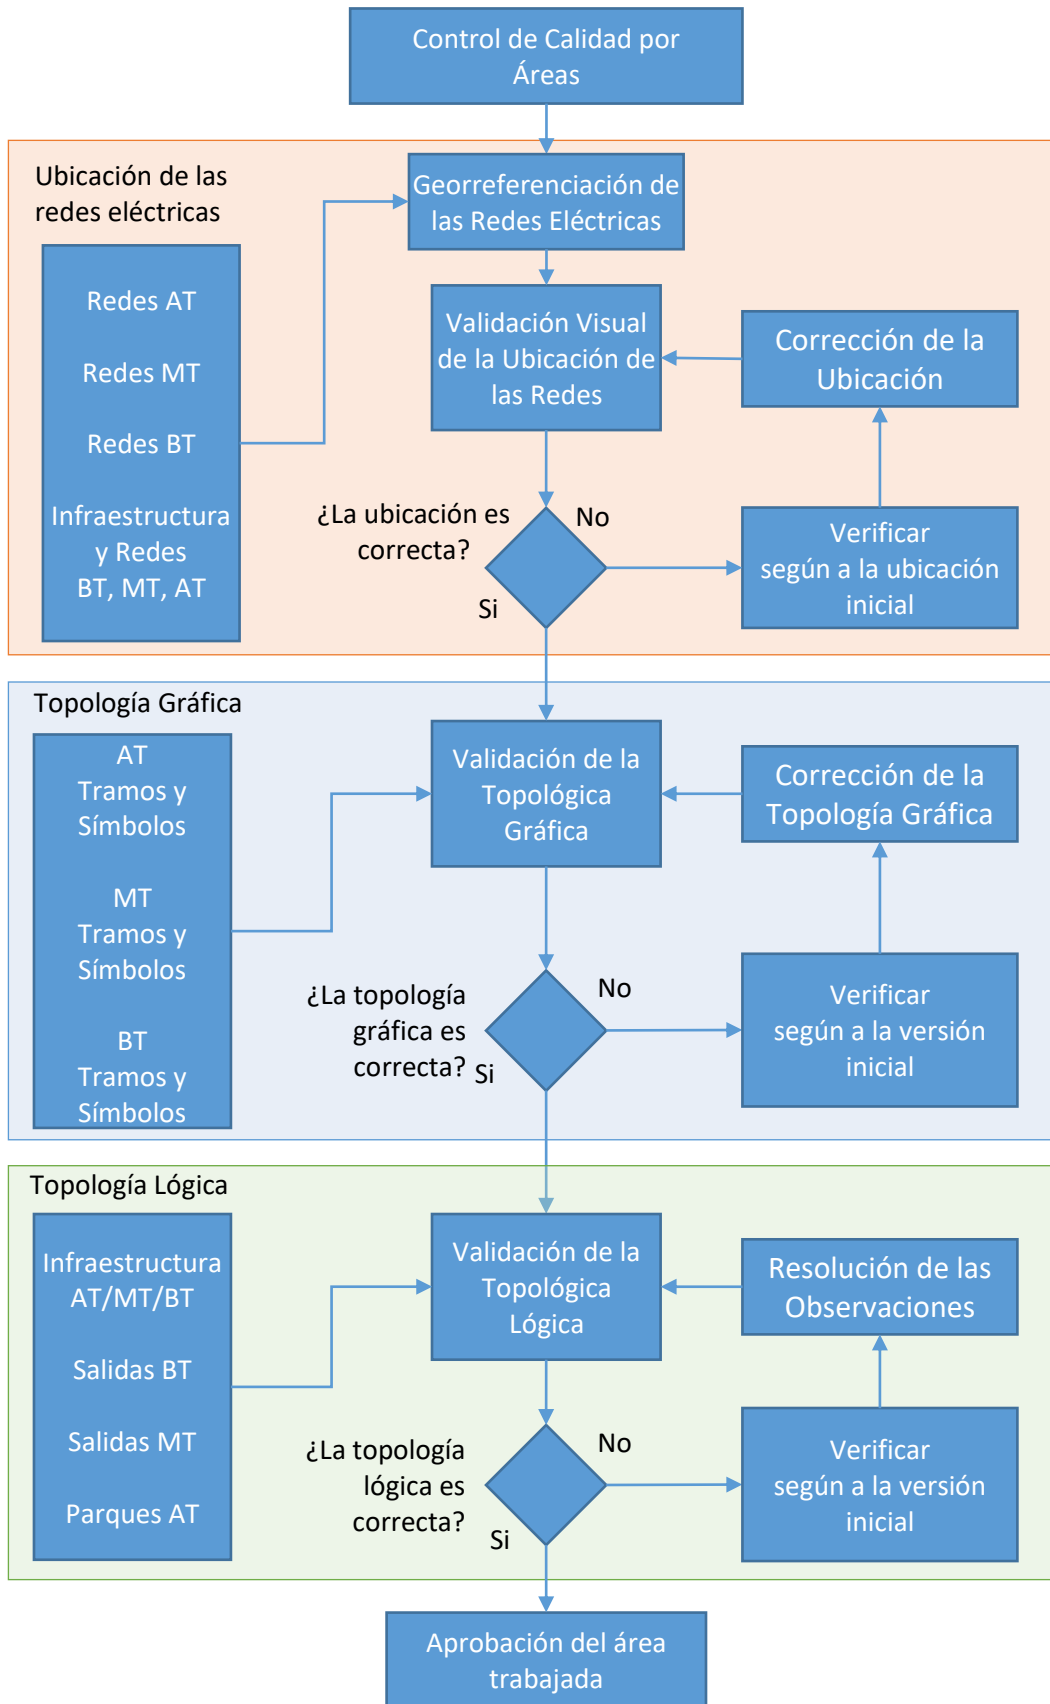 Control de Calidad por
Áreas
Ubicación de las
redes eléctricas
Georreferenciación de
las Redes Eléctricas
Redes AT
Redes MT
Redes BT
Infraestructura
y Redes
BT, MT, AT
Validación Visual
de la Ubicación de
las Redes
Corrección de la
Ubicación
¿La ubicación es
correcta?
No
Si
Verificar
según a la ubicación
inicial
Topología Gráfica
AT
Tramos y
Símbolos
MT
Tramos y
Símbolos
BT
Tramos y
Símbolos
Validación de la
Topológica
Gráfica
Corrección de la
Topología Gráfica
¿La topología
gráfica es
correcta?
No
Si
Verificar
según a la versión
inicial
Topología Lógica
Infraestructura
AT/MT/BT
Salidas BT
Salidas MT
Parques AT
Validación de la
Topológica
Lógica
Resolución de las
Observaciones
¿La topología
lógica es
correcta?
No
Si
Verificar
según a la versión
inicial
Aprobación del área
trabajada